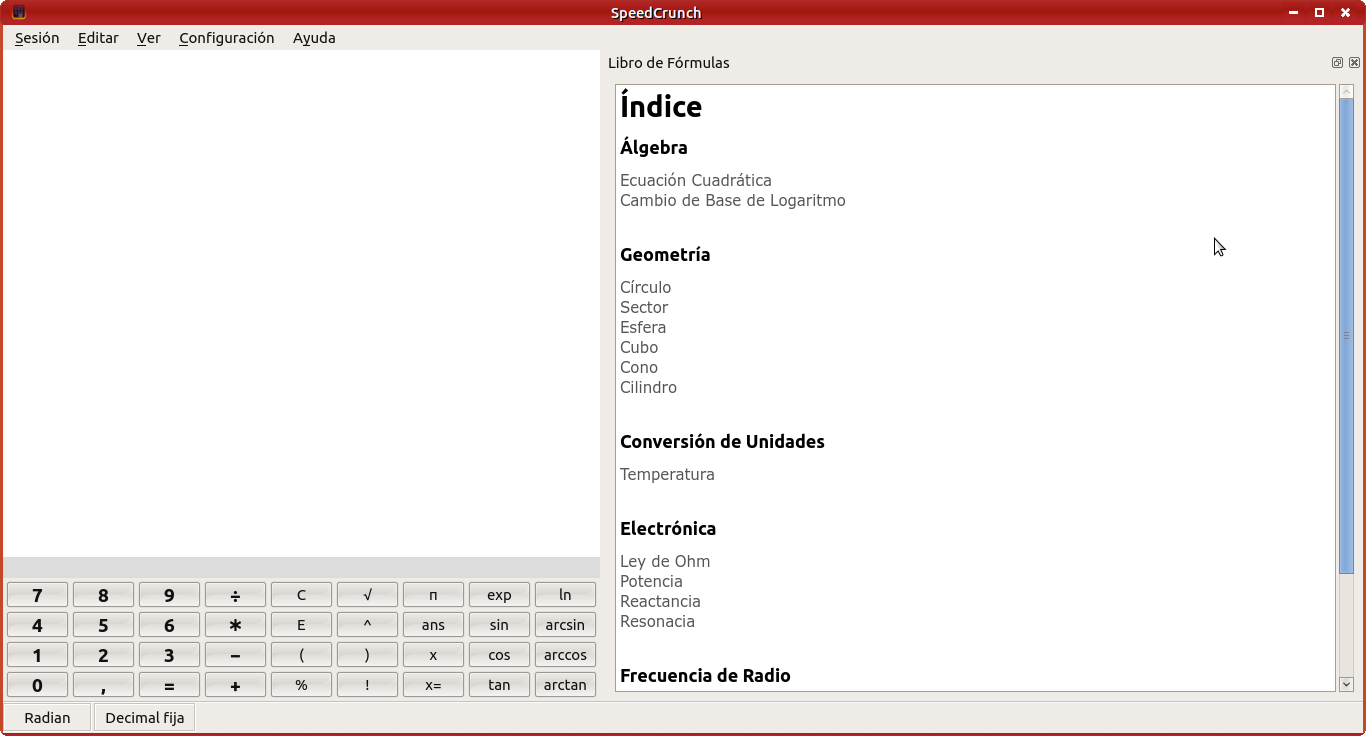 SpeedCrunch
Sesión Editar Ver Configuración Ayuda
Libro de Fórmulas
Índice
Álgebra
Ecuación Cuadrática
Cambio de Base de Logaritmo
Geometría
Círculo
Sector
Esfera
Cubo
Cono
Cilindro
Conversión de Unidades
Temperatura
Electrónica
Ley de Ohm
Potencia
Reactancia
Resonacia
Frecuencia de Radio
7 8 9 ÷ C √ π exp ln
4 5 6 * E ^ ans sin arcsin
1 2 3 − ( ) x cos arccos
0 , = + % ! x= tan arctan
Radian Decimal fija